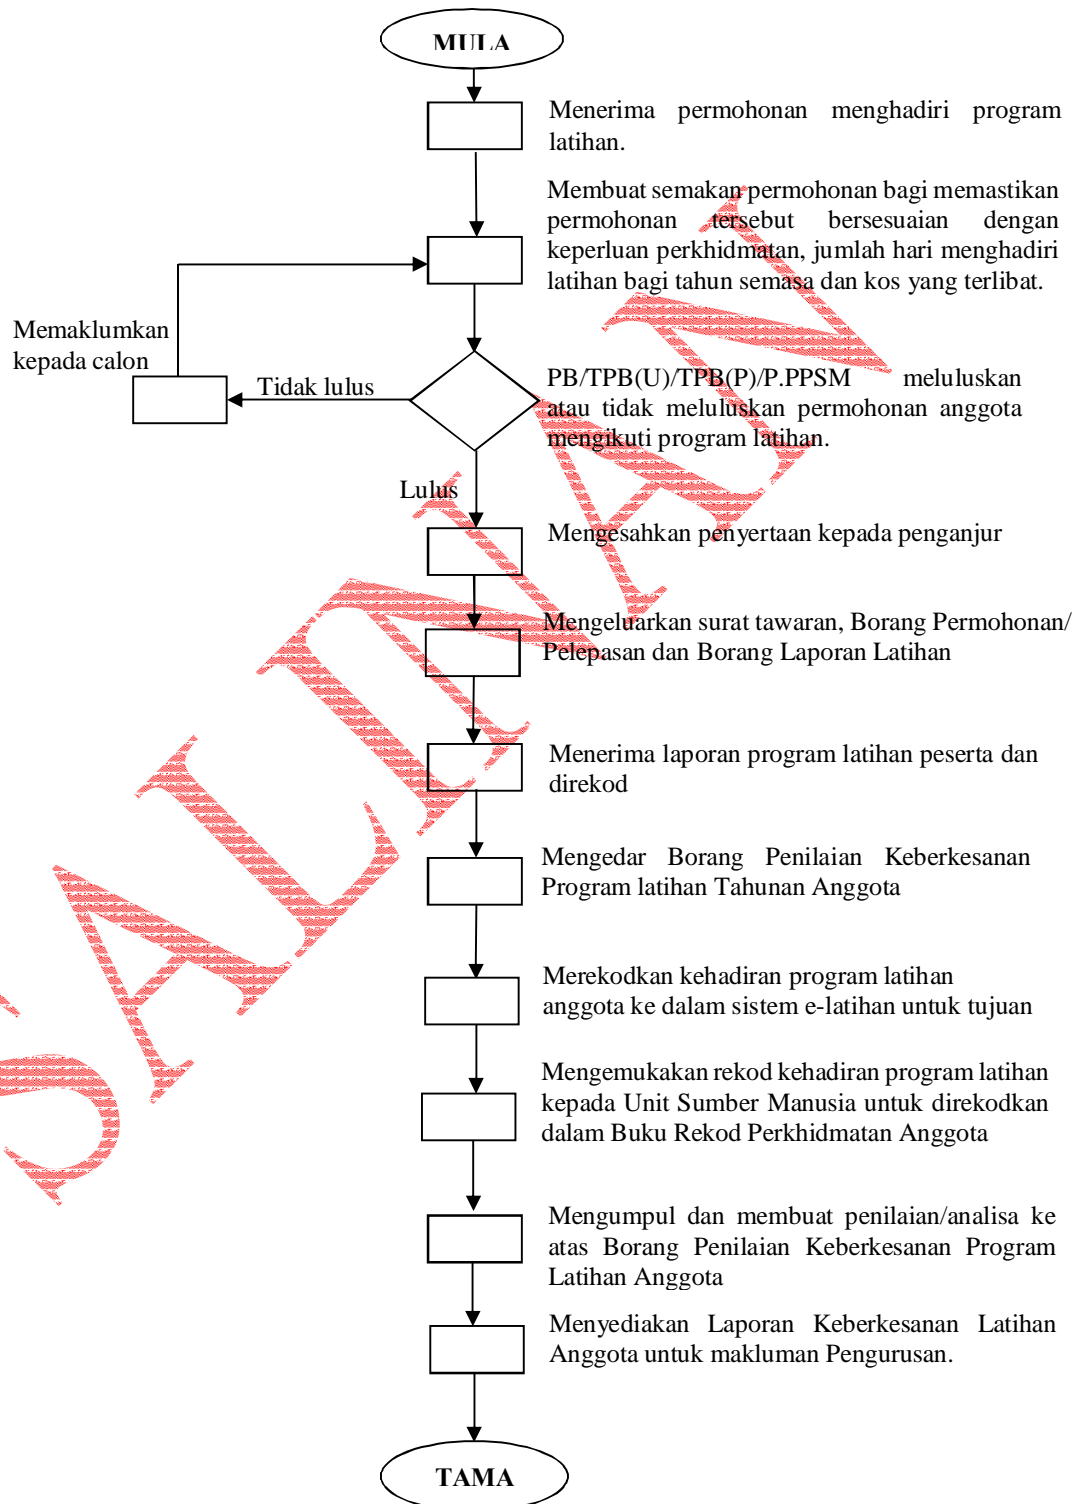 MULA
Menerima permohonan menghadiri program
latihan.
Membuat semakan permohonan bagi memastikan
permohonan tersebut bersesuaian dengan
keperluan perkhidmatan, jumlah hari menghadiri
latihan bagi tahun semasa dan kos yang terlibat.
Memaklumkan
kepada calon
Tidak lulus
PB/TPB(U)/TPB(P)/P.PPSM meluluskan
atau tidak meluluskan permohonan anggota
mengikuti program latihan.
Lulus
Mengesahkan penyertaan kepada penganjur
Mengeluarkan surat tawaran, Borang Permohonan/
Pelepasan dan Borang Laporan Latihan
Menerima laporan program latihan peserta dan
direkod
Mengedar Borang Penilaian Keberkesanan
Program latihan Tahunan Anggota
Merekodkan kehadiran program latihan
anggota ke dalam sistem e-latihan untuk tujuan
Mengemukakan rekod kehadiran program latihan
kepada Unit Sumber Manusia untuk direkodkan
dalam Buku Rekod Perkhidmatan Anggota
Mengumpul dan membuat penilaian/analisa ke
atas Borang Penilaian Keberkesanan Program
Latihan Anggota
Menyediakan Laporan Keberkesanan Latihan
Anggota untuk makluman Pengurusan.
TAMA
SALINAN